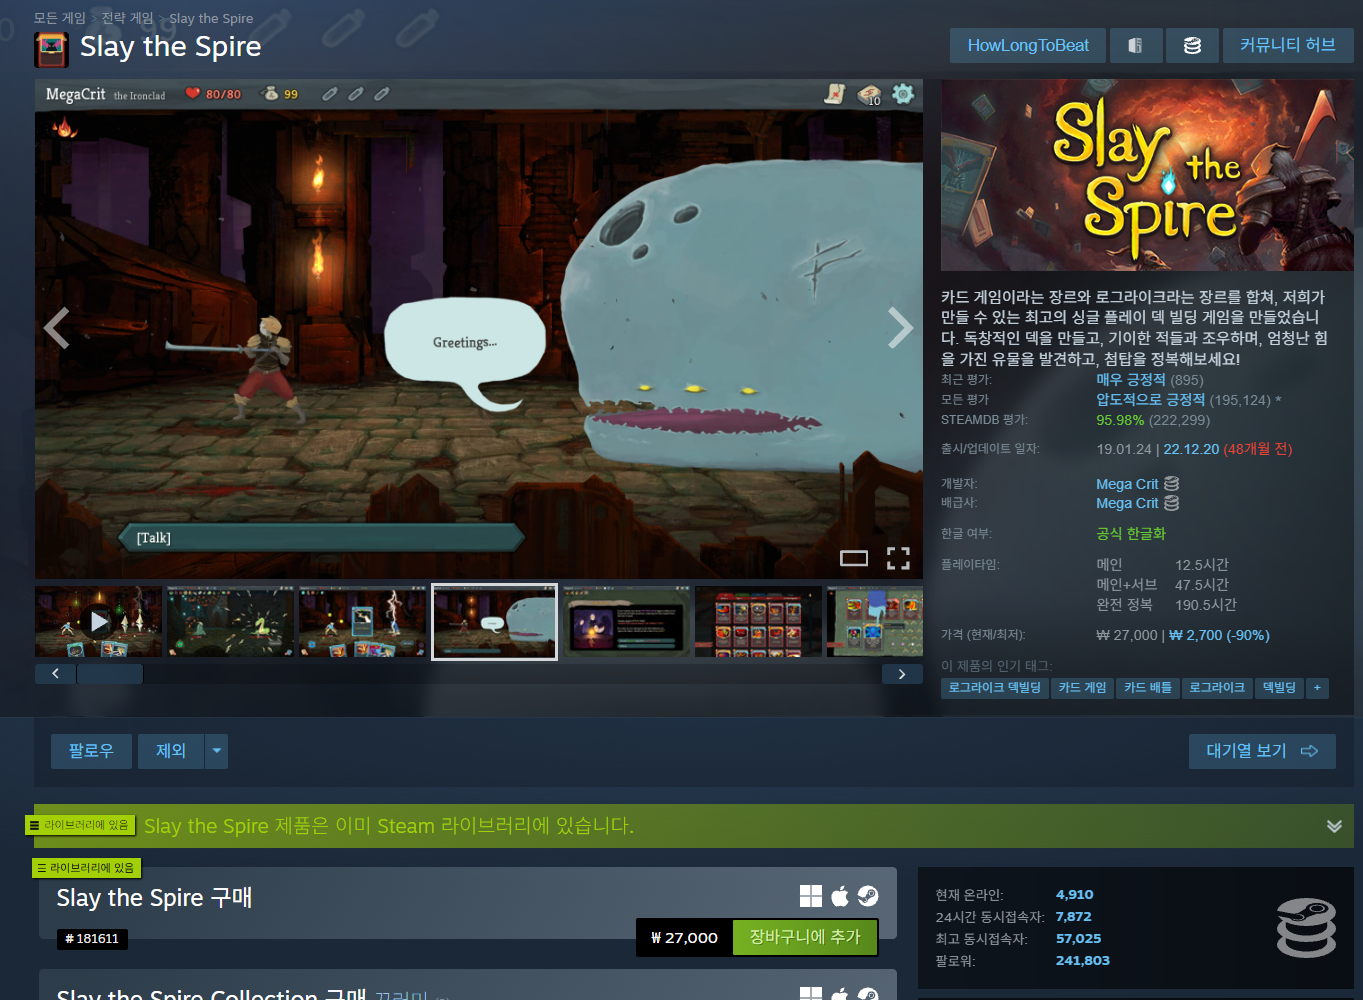 모든 게임 > 전략 게임 > Slay the Spire
Slay the Spire
HowLongToBeat
커뮤니티 허브
MegaCrit the Ironclad 80/80 99
10
Greetings...
[Talk]
Slay the Spire
카드 게임이라는 장르와 로그라이크라는 장르를 합쳐, 저희가
만들 수 있는 최고의 싱글 플레이 덱 빌딩 게임을 만들었습니
다. 독창적인 덱을 만들고, 기이한 적들과 조우하며, 엄청난 힘
을 가진 유물을 발견하고, 첨탑을 정복해보세요!
최근 평가: 매우 긍정적 (895)
모든 평가 압도적으로 긍정적 (195,124) *
STEAMDB 평가: 95.98% (222,299)
출시/업데이트 일자: 19.01.24 | 22.12.20 (48개월 전)
개발자: Mega Crit
배급사: Mega Crit
한글 여부: 공식 한글화
플레이타임: 메인 12.5시간
메인+서브 47.5시간
완전 정복 190.5시간
가격 (현재/최저): ₩ 27,000 | ₩ 2,700 (-90%)
이 제품의 인기 태그:
로그라이크 덱빌딩 카드 게임 카드 배틀 로그라이크 덱빌딩 +
팔로우 제외
대기열 보기
라이브러리에 있음
Slay the Spire 제품은 이미 Steam 라이브러리에 있습니다.
라이브러리에 있음
Slay the Spire 구매
# 181611
₩ 27,000 장바구니에 추가
현재 온라인: 4,910
24시간 동시접속자: 7,872
최고 동시접속자: 57,025
팔로워: 241,803
Slay the Spire Collection 구매 꾸러미